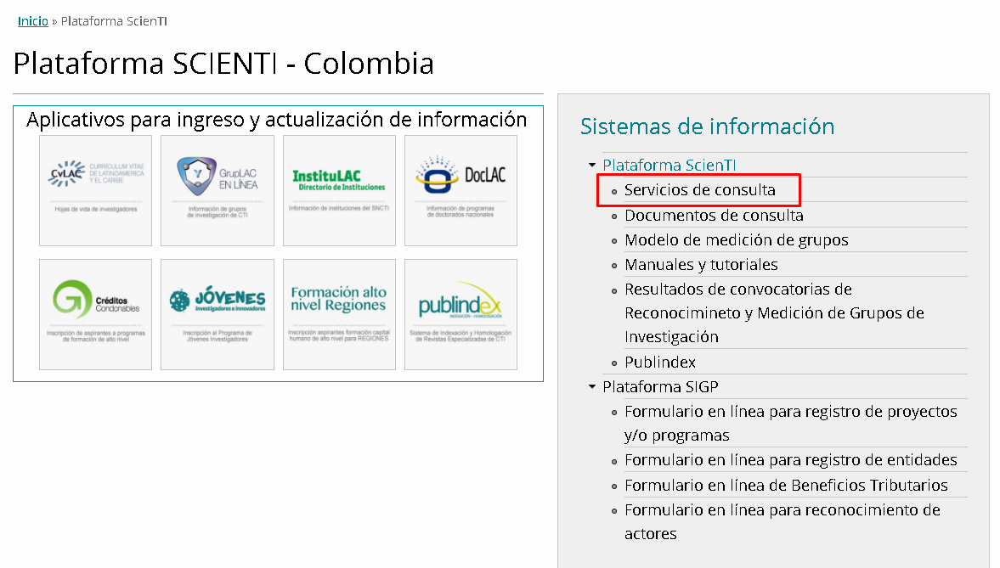 Inicio » Plataforma ScienTI
Plataforma SCIENTI - Colombia
Aplicativos para ingreso y actualización de información
CvLAC
CURRÍCULUM VITAE
DE LATINOAMÉRICA
Y EL CARIBE
Hojas de vida de investigadores
GrupLAC
EN LÍNEA
Información de grupos
de investigación de CTI
InstituLAC
Directorio de Instituciones
Información de instituciones del SNCTI
DocLAC
Información de programas
de doctorados nacionales
Créditos
Condonables
Inscripción de aspirantes a programas
de formación de alto nivel
JÓVENES
Investigadores e Innovadores
Inscripción al Programa de
Jóvenes Investigadores
Formación alto
nivel Regiones
Inscripción aspirantes formación capital
humano de alto nivel para REGIONES
publindex
INDEXACIÓN - HOMOLOGACIÓN
Sistema de Indexación y Homologación
de Revistas Especializadas de CTI
Sistemas de información
Plataforma ScienTI
Servicios de consulta
Documentos de consulta
Modelo de medición de grupos
Manuales y tutoriales
Resultados de convocatorias de
Reconocimineto y Medición de Grupos de
Investigación
Publindex
Plataforma SIGP
Formulario en línea para registro de proyectos
y/o programas
Formulario en línea para registro de entidades
Formulario en línea de Beneficios Tributarios
Formulario en línea para reconocimiento de
actores